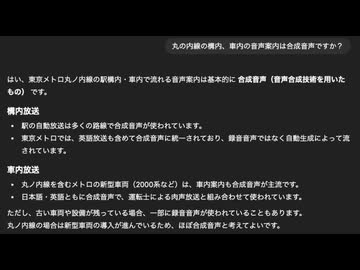 丸の内線の構内、車内の音声案内は合成音声ですか？
はい、東京メトロ丸ノ内線の駅構内・車内で流れる音声案内は基本的に 合成音声（音声合成技術を用いた
もの） です。
構内放送
• 駅の自動放送は多くの路線で合成音声が使われています。
• 東京メトロでは、英語放送も含めて合成音声に統一されており、録音音声ではなく自動生成によって流
されています。
車内放送
• 丸ノ内線を含むメトロの新型車両（2000系など）は、車内案内も合成音声が主流です。
• 日本語・英語ともに合成音声で、運転士による肉声放送と組み合わせて使われています。
ただし、古い車両や設備が残っている場合、一部に録音音声が使われていることもあります。
丸ノ内線の場合は新型車両の導入が進んでいるため、ほぼ合成音声と考えてよいです。